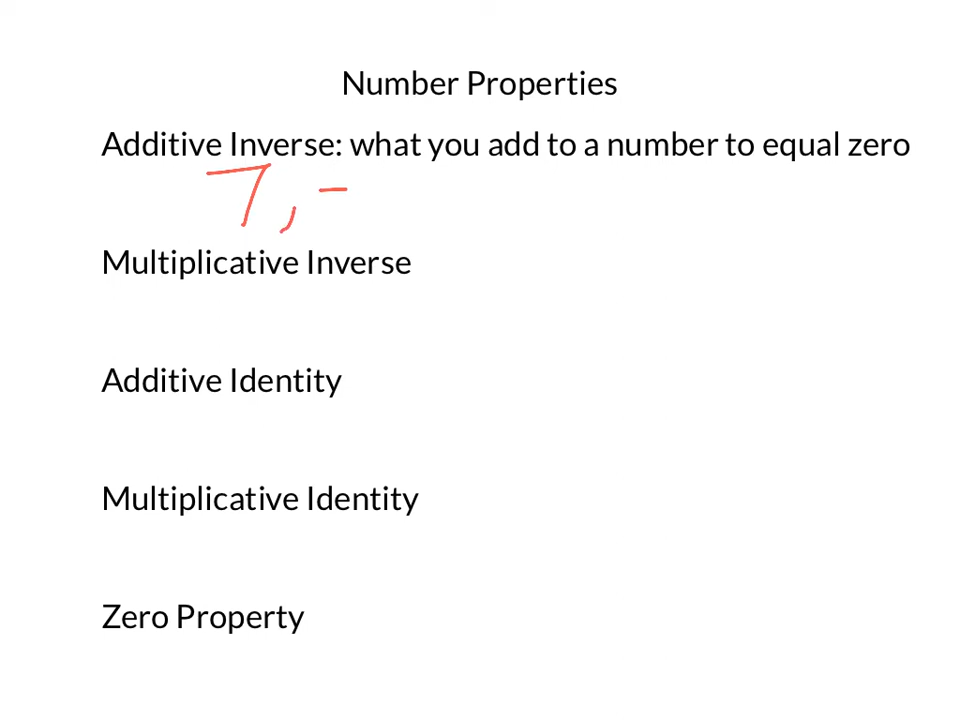 Number Properties
Additive Inverse: what you add to a number to equal zero
7, -
Multiplicative Inverse
Additive Identity
Multiplicative Identity
Zero Property